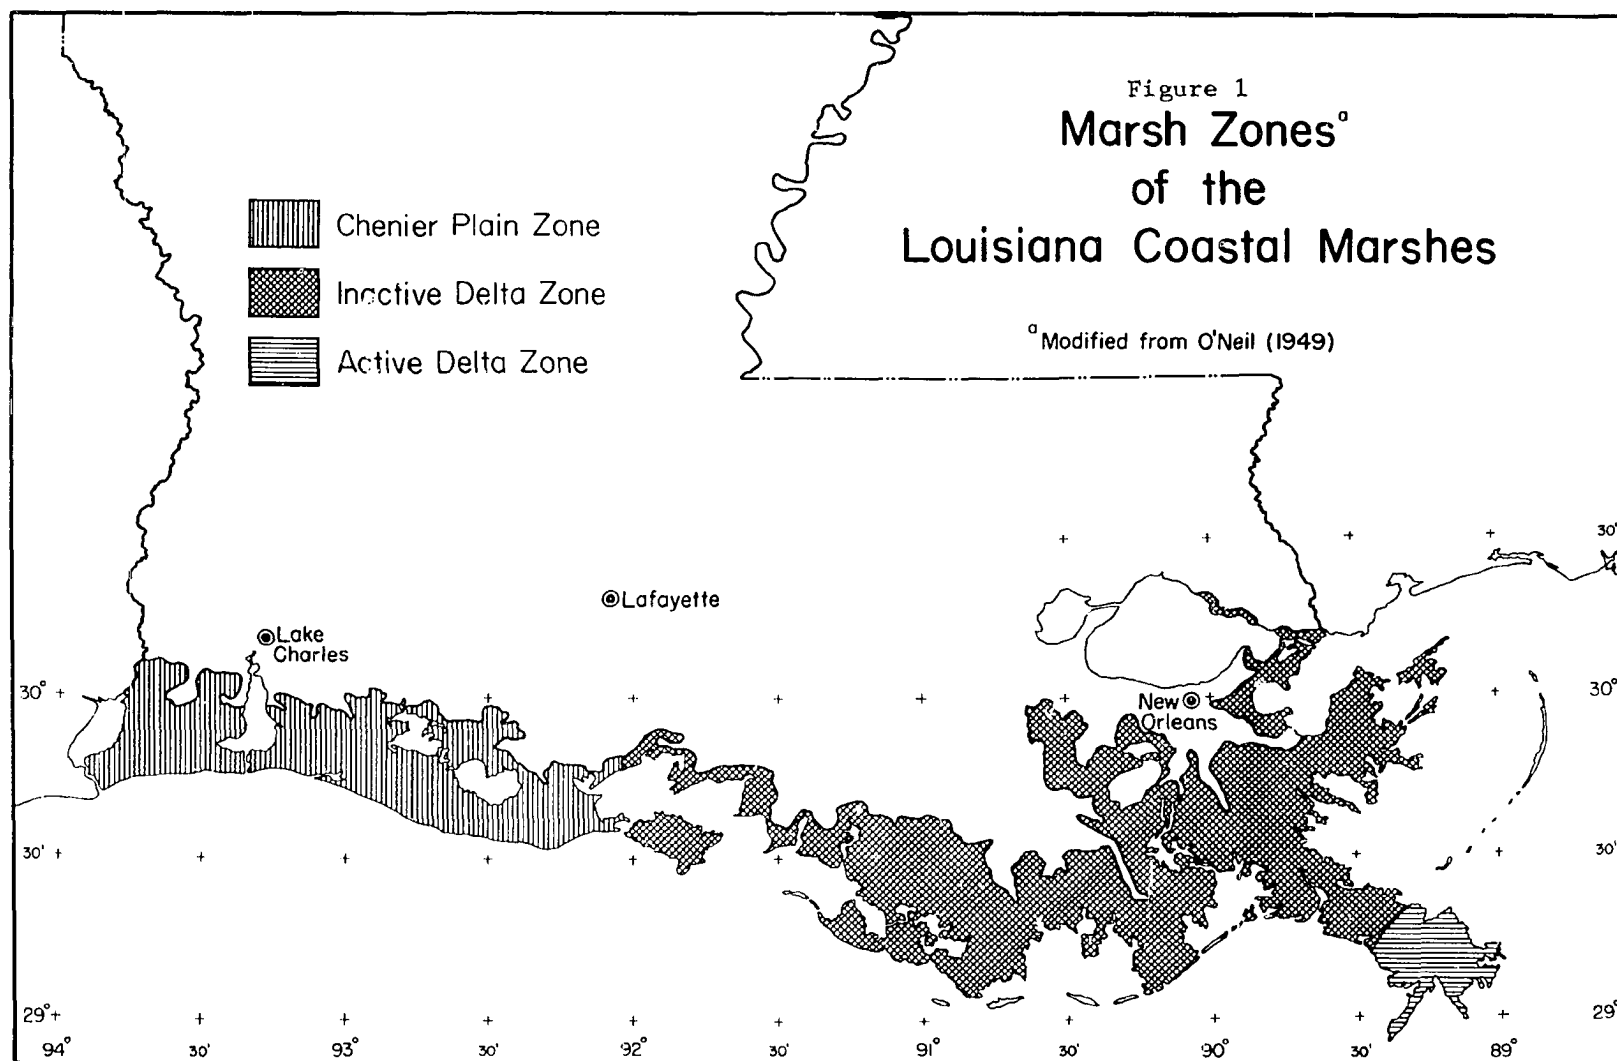 Figure 1
Marsh Zones^a
of the
Louisiana Coastal Marshes
^a Modified from O'Neil (1949)
Chenier Plain Zone
Inactive Delta Zone
Active Delta Zone
Lafayette
Lake
Charles
New
Orleans
30'
30°
30°
30'
30'
29°
29°
94°
30'
93°
30'
92°
30'
91°
30'
90°
30'
89°